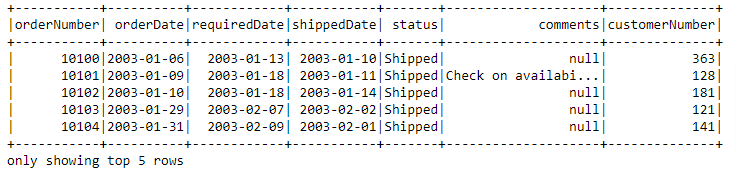 +-----------+----------+------------+-----------+-------+--------------------+--------------+
|orderNumber| orderDate|requiredDate|shippedDate| status|            comments|customerNumber|
+-----------+----------+------------+-----------+-------+--------------------+--------------+
|      10100|2003-01-06|  2003-01-13| 2003-01-10|Shipped|                null|           363|
|      10101|2003-01-09|  2003-01-18| 2003-01-11|Shipped|Check on availabi...|           128|
|      10102|2003-01-10|  2003-01-18| 2003-01-14|Shipped|                null|           181|
|      10103|2003-01-29|  2003-02-07| 2003-02-02|Shipped|                null|           121|
|      10104|2003-01-31|  2003-02-09| 2003-02-01|Shipped|                null|           141|
+-----------+----------+------------+-----------+-------+--------------------+--------------+
only showing top 5 rows